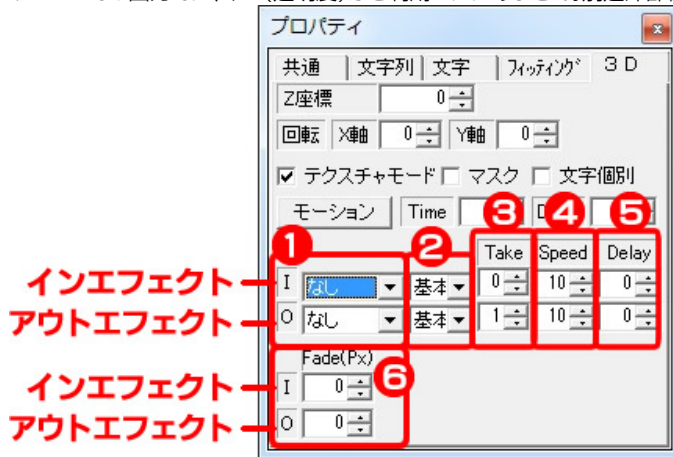 プロパティ x
共通 文字列 文字 フィッティング ３Ｄ
Z座標 0
回転 X軸 0 Y軸 0
テクスチャモード マスク 文字個別
モーション Time
1 2 3 4 5
Take Speed Delay
インエフェクト I なし 基本 0 10 0
アウトエフェクト O なし 基本 1 10 0
Fade(Px) 6
インエフェクト I 0
アウトエフェクト O 0